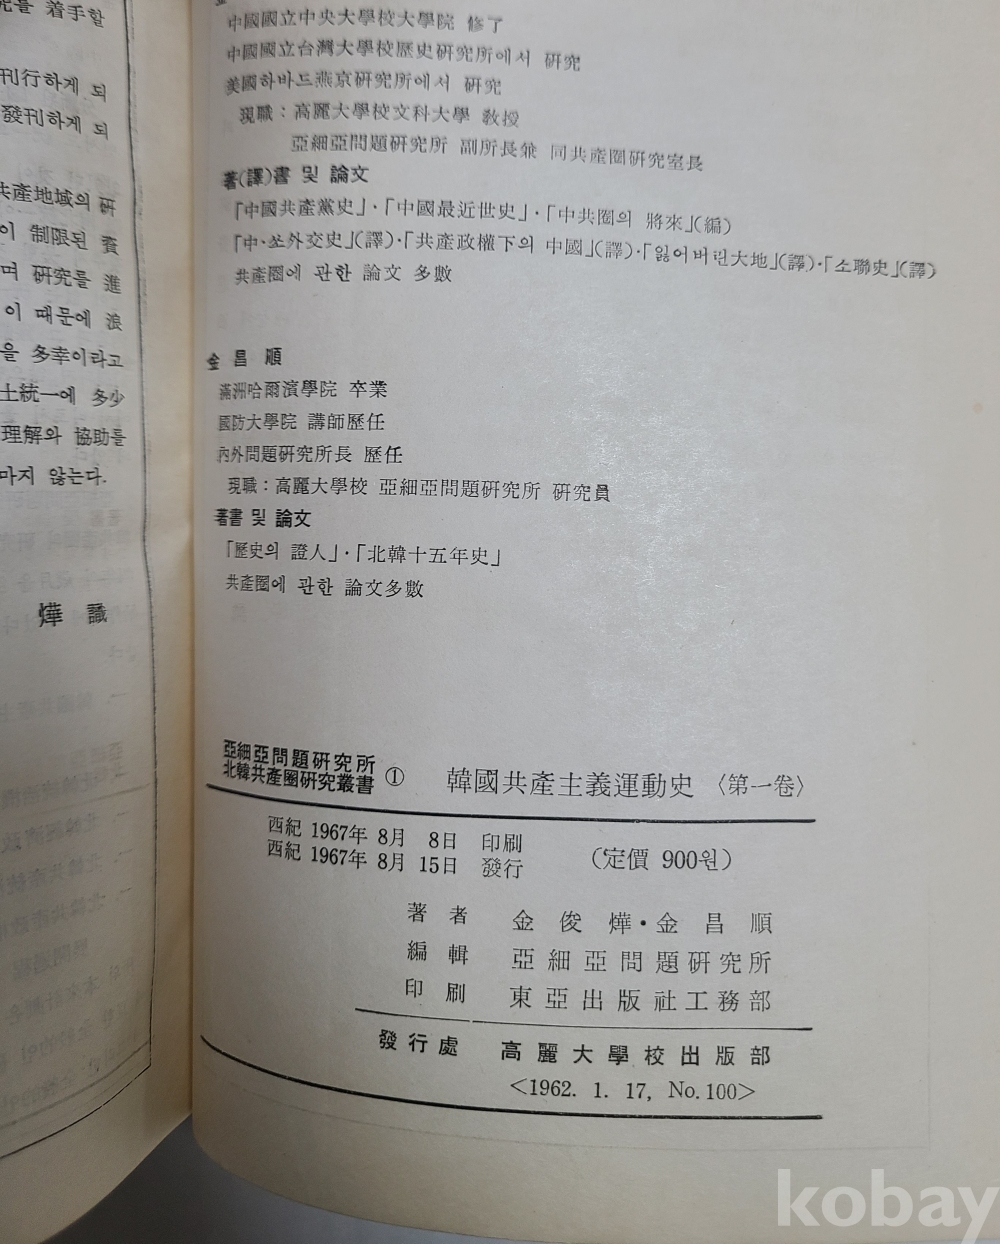 를 着手할
刊行하게 되
發刊하게 되
共產地域의 硏
이 制限된 資
며 硏究를 進
이 때문에 浪
을 多幸이라고
土統一에 多少
理解와 協助를
마지 않는다.
燁 識
中國國立中央大學校大學院 修了
中國國立台灣大學校歷史硏究所에서 硏究
美國하바드燕京硏究所에서 硏究
現職：高麗大學校文科大學 敎授
亞細亞問題硏究所 副所長兼 同共產圈硏究室長
著(譯)書 및 論文
「中國共產黨史」·「中國最近世史」·「中共圈의 將來」(編)
「中·쏘外交史」(譯)·「共產政權下의 中國」(譯)·「잃어버린大地」(譯)·「소聯史」(譯)
共產圈에 관한 論文 多數
金 昌 順
滿洲哈爾濱學院 卒業
國防大學院 講師歷任
內外問題硏究所長 歷任
現職：高麗大學校 亞細亞問題硏究所 硏究員
著書 및 論文
「歷史의 證人」·「北韓十五年史」
共產圈에 관한 論文多數
亞細亞問題硏究所
北韓共產圈硏究叢書 ① 韓國共產主義運動史 〈第一卷〉
西紀 1967年 8月 8日 印刷
西紀 1967年 8月 15日 發行
(定價 900원)
著者 金俊燁·金昌順
編輯 亞細亞問題硏究所
印刷 東亞出版社工務部
發行處 高麗大學校出版部
<1962. 1. 17, No.100>
kobay